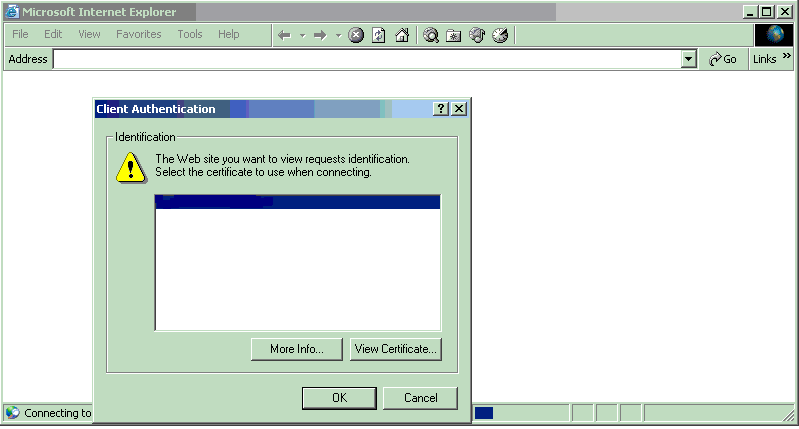 Microsoft Internet Explorer
File Edit View Favorites Tools Help
Address Go Links »
Client Authentication
Identification
The Web site you want to view requests identification.
Select the certificate to use when connecting.
More Info... View Certificate...
OK Cancel
Connecting to